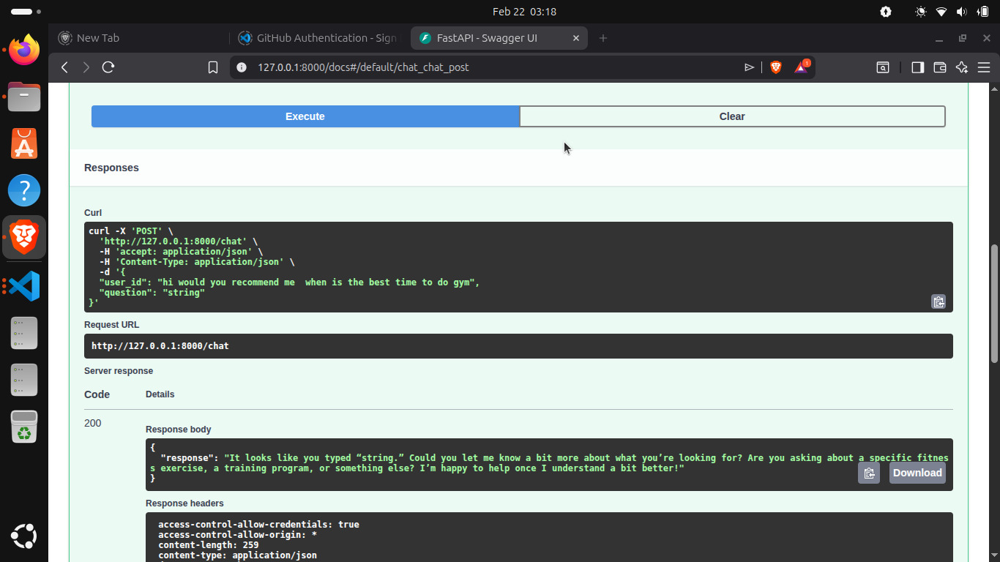 Feb 22 03:18
New Tab
GitHub Authentication - Sign
FastAPI - Swagger UI
127.0.0.1:8000/docs#/default/chat_chat_post
1
Execute
Clear
Responses
Curl
curl -X 'POST' \
'http://127.0.0.1:8000/chat' \
-H 'accept: application/json' \
-H 'Content-Type: application/json' \
-d '{
"user_id": "hi would you recommend me  when is the best time to do gym",
"question": "string"
}'
Request URL
http://127.0.0.1:8000/chat
Server response
Code
Details
200
Response body
{
"response": "It looks like you typed “string.” Could you let me know a bit more about what you’re looking for? Are you asking about a specific fitnes
s exercise, a training program, or something else? I’m happy to help once I understand a bit better!"
}
Download
Response headers
access-control-allow-credentials: true
access-control-allow-origin: *
content-length: 259
content-type: application/json